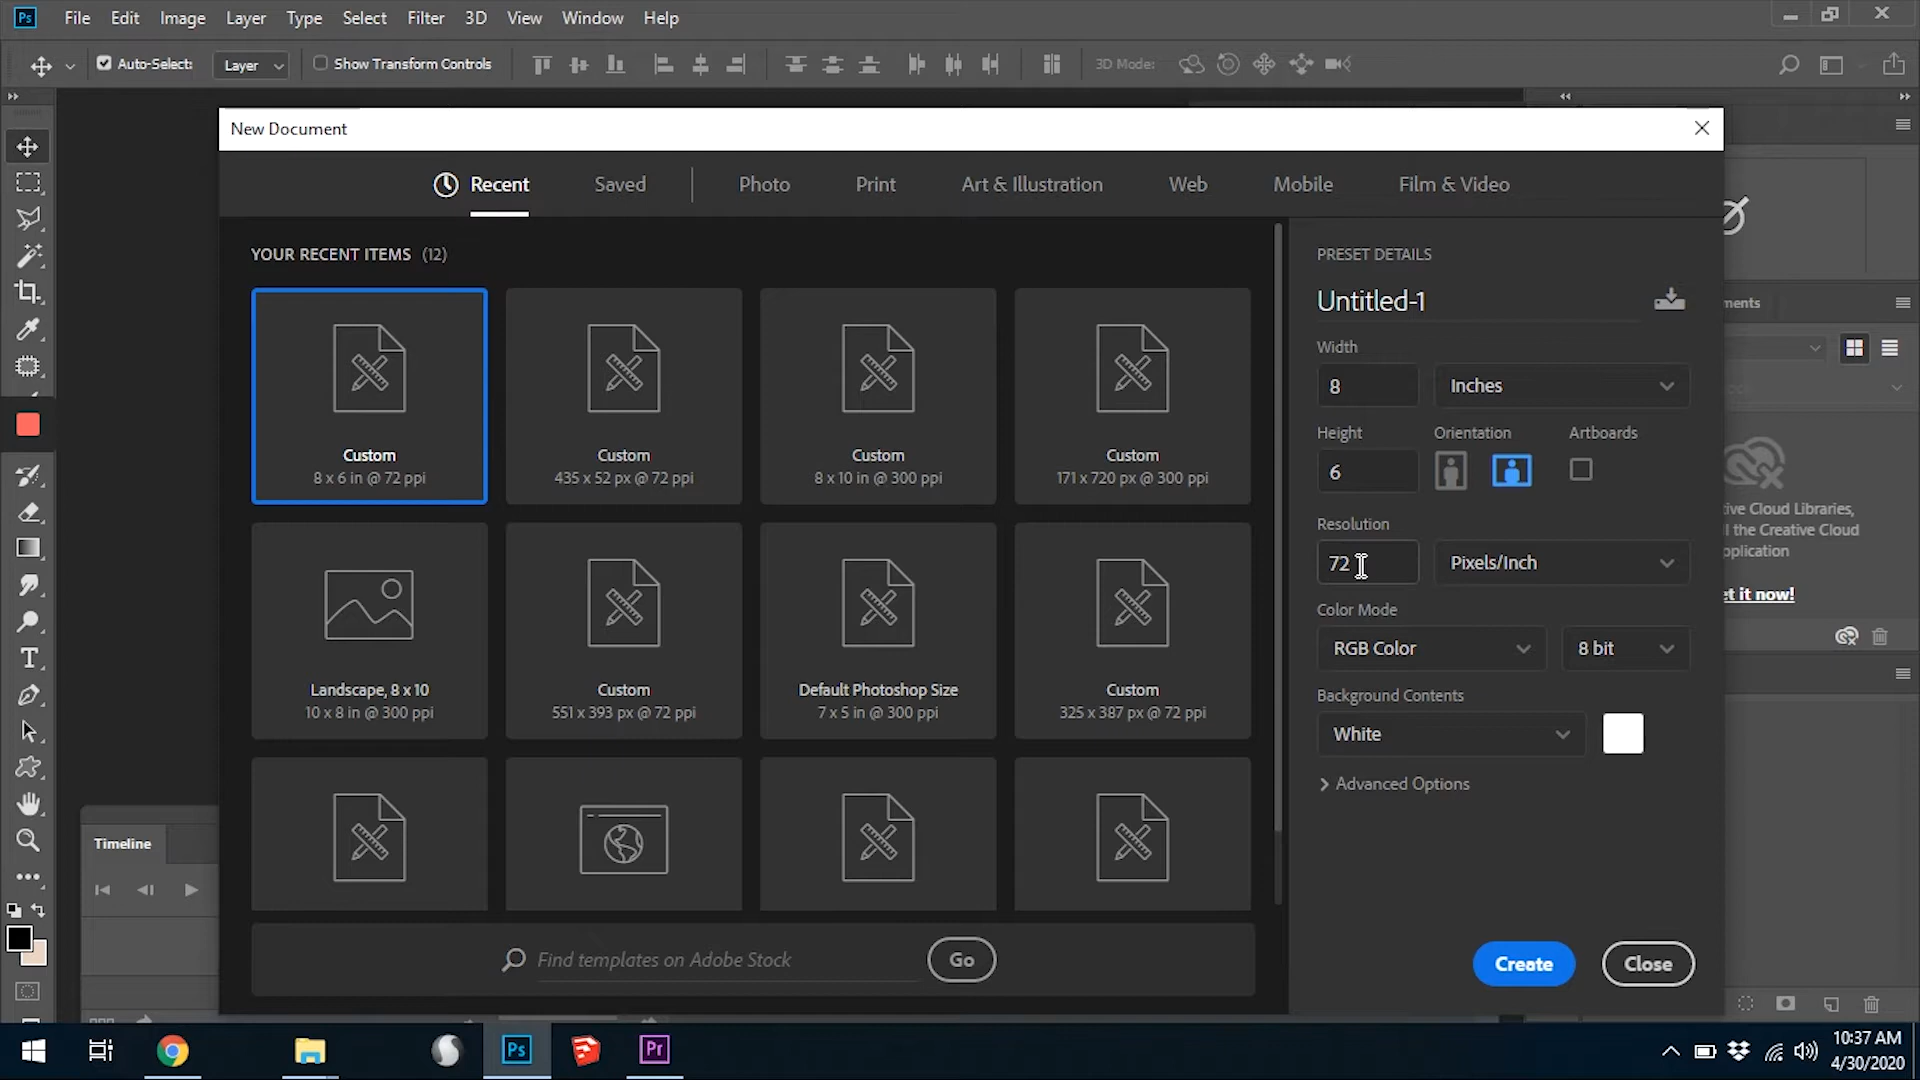 Ps File Edit Image Layer Type Select Filter 3D View Window Help
Auto-Select: Layer Show Transform Controls 3D Mode:
New Document
Recent Saved Photo Print Art & Illustration Web Mobile Film & Video
YOUR RECENT ITEMS (12)
Custom
8 x 6 in @ 72 ppi
Custom
435 x 52 px @ 72 ppi
Custom
8 x 10 in @ 300 ppi
Custom
171 x 720 px @ 300 ppi
Landscape, 8 x 10
10 x 8 in @ 300 ppi
Custom
551 x 393 px @ 72 ppi
Default Photoshop Size
7 x 5 in @ 300 ppi
Custom
325 x 387 px @ 72 ppi
Find templates on Adobe Stock Go
PRESET DETAILS
Untitled-1
Width
8 Inches
Height Orientation Artboards
6
Resolution
72 Pixels/Inch
Color Mode
RGB Color 8 bit
Background Contents
White
Advanced Options
Create Close
ments
ive Cloud Libraries,
ll the Creative Cloud
pplication
et it now!
Timeline
Ps Pr
10:37 AM
4/30/2020